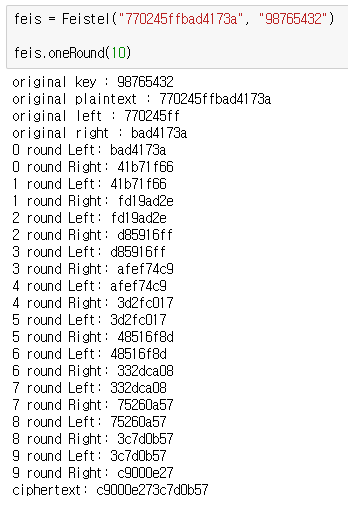 feis = Feistel("770245ffbad4173a", "98765432")
feis.oneRound(10)
original key : 98765432
original plaintext : 770245ffbad4173a
original left : 770245ff
original right : bad4173a
0 round Left: bad4173a
0 round Right: 41b71f66
1 round Left: 41b71f66
1 round Right: fd19ad2e
2 round Left: fd19ad2e
2 round Right: d85916ff
3 round Left: d85916ff
3 round Right: afef74c9
4 round Left: afef74c9
4 round Right: 3d2fc017
5 round Left: 3d2fc017
5 round Right: 48516f8d
6 round Left: 48516f8d
6 round Right: 332dca08
7 round Left: 332dca08
7 round Right: 75260a57
8 round Left: 75260a57
8 round Right: 3c7d0b57
9 round Left: 3c7d0b57
9 round Right: c9000e27
ciphertext: c9000e273c7d0b57